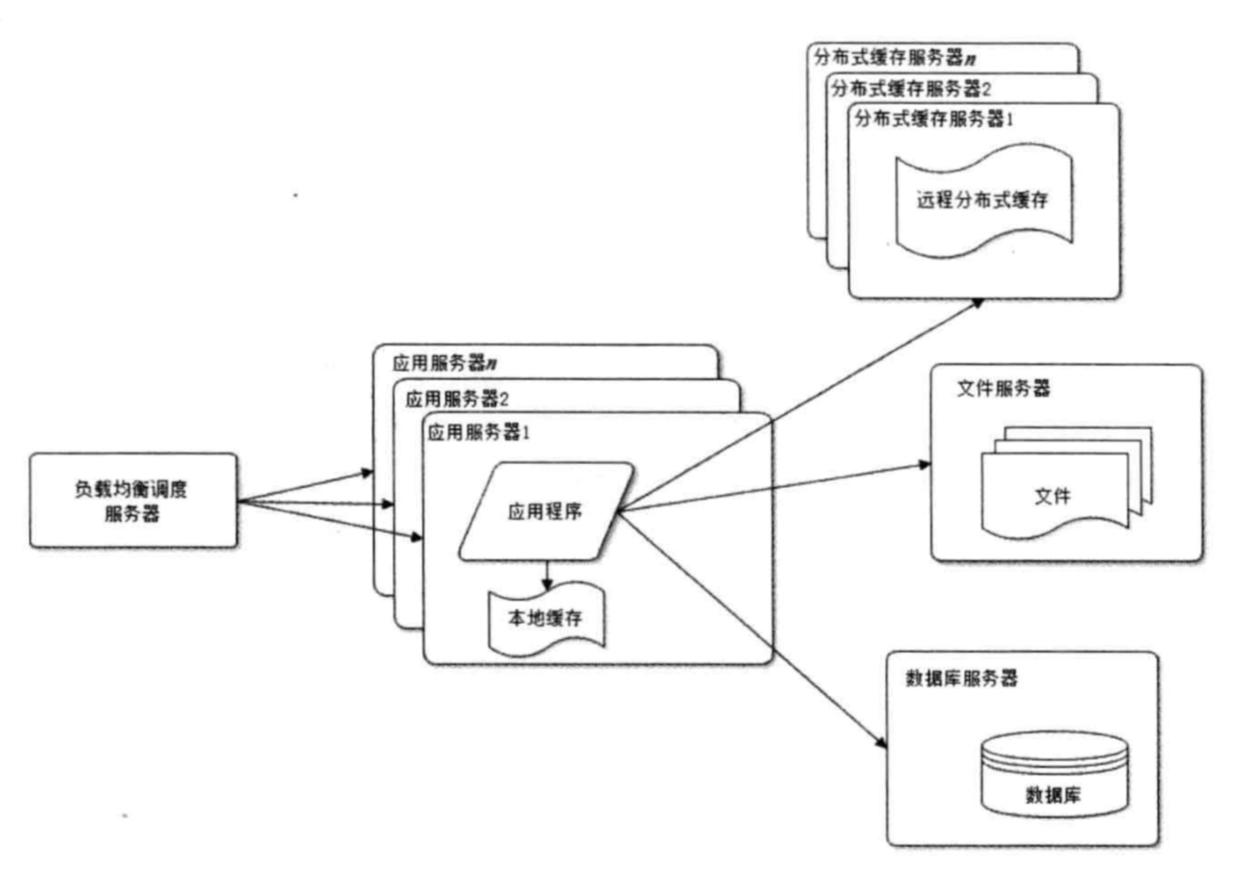 分布式缓存服务器n
分布式缓存服务器2
分布式缓存服务器1
远程分布式缓存
应用服务器n
应用服务器2
应用服务器1
文件服务器
负载均衡调度
服务器
应用程序
文件
本地缓存
数据库服务器
数据库